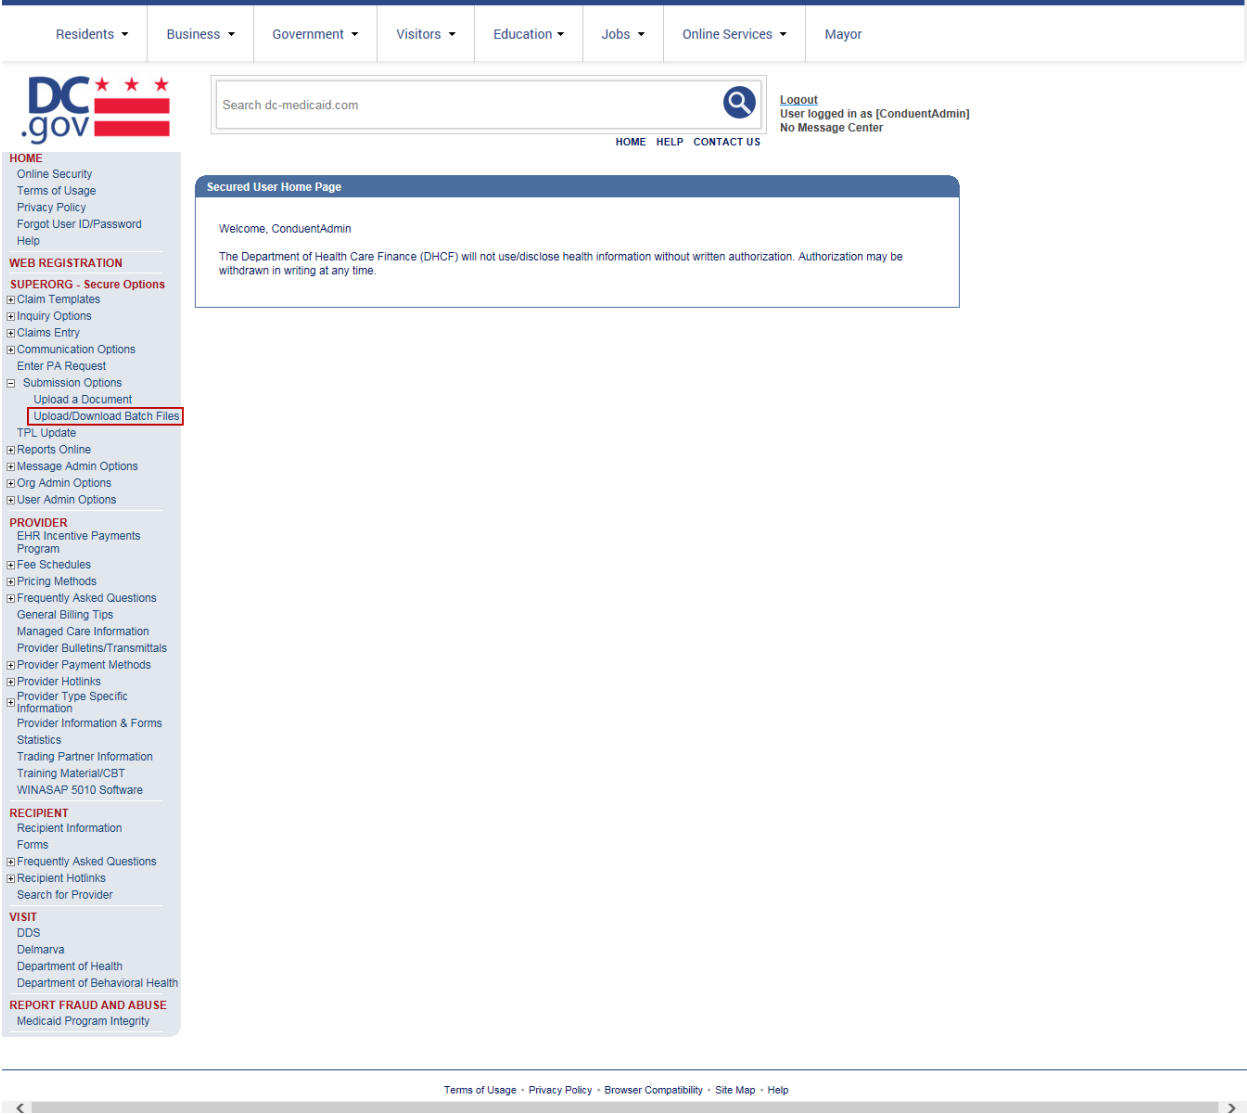 Residents Business Government Visitors Education Jobs Online Services Mayor
DC
.gov
Search dc-medicaid.com
Logout
User logged in as [ConduentAdmin]
No Message Center
HOME HELP CONTACT US
HOME
Online Security
Terms of Usage
Privacy Policy
Forgot User ID/Password
Help
WEB REGISTRATION
SUPERORG - Secure Options
Claim Templates
Inquiry Options
Claims Entry
Communication Options
Enter PA Request
Submission Options
Upload a Document
Upload/Download Batch Files
TPL Update
Reports Online
Message Admin Options
Org Admin Options
User Admin Options
PROVIDER
EHR Incentive Payments
Program
Fee Schedules
Pricing Methods
Frequently Asked Questions
General Billing Tips
Managed Care Information
Provider Bulletins/Transmittals
Provider Payment Methods
Provider Hotlinks
Provider Type Specific
Information
Provider Information & Forms
Statistics
Trading Partner Information
Training Material/CBT
WINASAP 5010 Software
RECIPIENT
Recipient Information
Forms
Frequently Asked Questions
Recipient Hotlinks
Search for Provider
VISIT
DDS
Delmarva
Department of Health
Department of Behavioral Health
REPORT FRAUD AND ABUSE
Medicaid Program Integrity
Secured User Home Page
Welcome, ConduentAdmin
The Department of Health Care Finance (DHCF) will not use/disclose health information without written authorization. Authorization may be
withdrawn in writing at any time.
Terms of Usage • Privacy Policy • Browser Compatibility • Site Map • Help